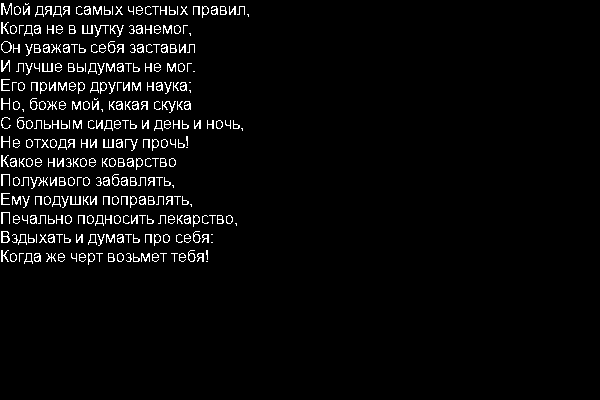 Мой дядя самых честных правил,
Когда не в шутку занемог,
Он уважать себя заставил
И лучше выдумать не мог.
Его пример другим наука;
Но, боже мой, какая скука
С больным сидеть и день и ночь,
Не отходя ни шагу прочь!
Какое низкое коварство
Полуживого забавлять,
Ему подушки поправлять,
Печально подносить лекарство,
Вздыхать и думать про себя:
Когда же черт возьмет тебя!